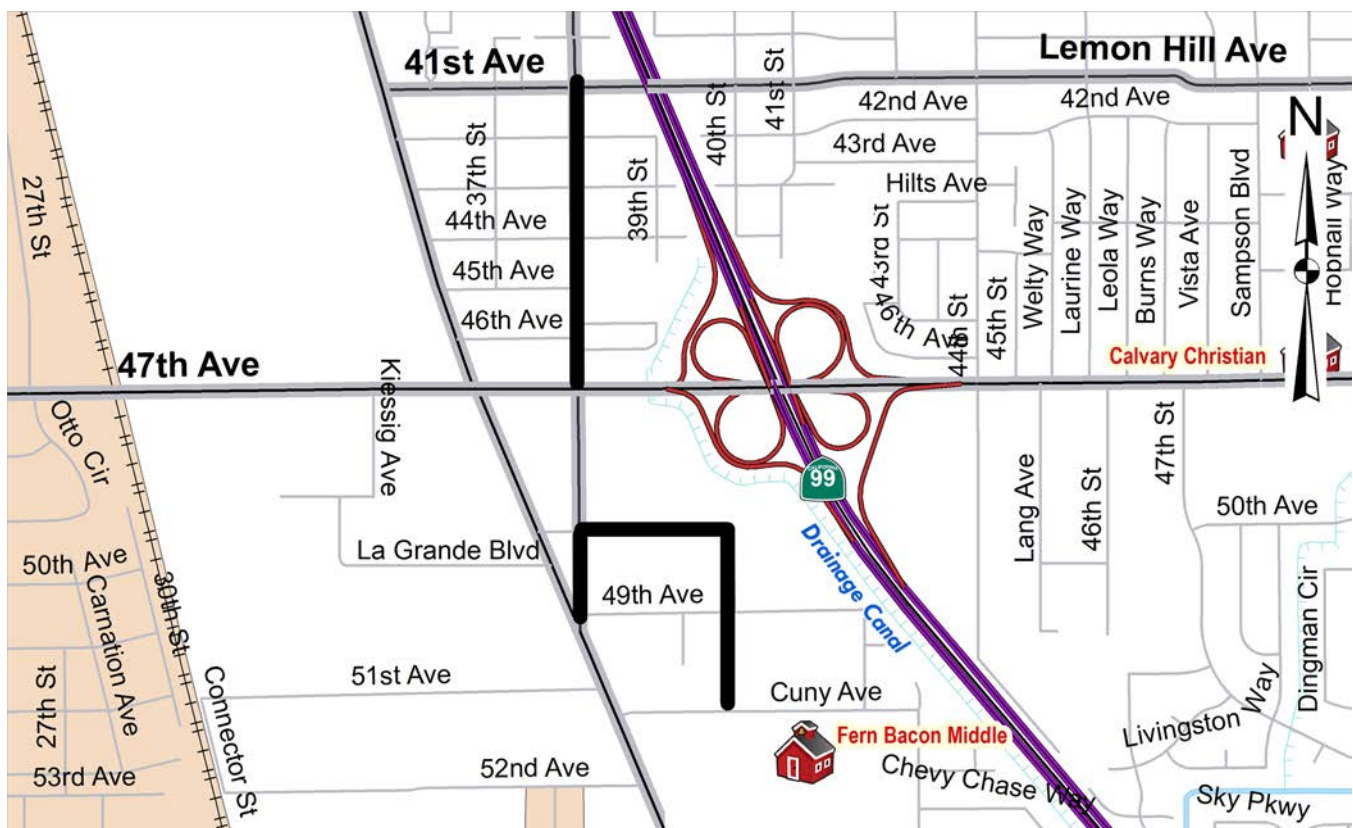 41st Ave
Lemon Hill Ave
42nd Ave
42nd Ave
40th St
41st St
43rd Ave
37th St
39th St
Hilts Ave
27th St
44th Ave
43rd St
Welty Way
Laurine Way
Leola Way
Burns Way
Vista Ave
Sampson Blvd
N
Hopnall Way
45th Ave
46th Ave
46th Ave
44th St
45th St
47th Ave
Calvary Christian
Kiessig Ave
Otto Cir
CALIFORNIA
99
Lang Ave
46th St
47th St
50th Ave
La Grande Blvd
50th Ave
Carnation Ave
30th St
49th Ave
Drainage Canal
Dingman Cir
51st Ave
Cuny Ave
27th St
Connector St
Fern Bacon Middle
Livingston Way
53rd Ave
52nd Ave
Chevy Chase Way
Sky Pkwy